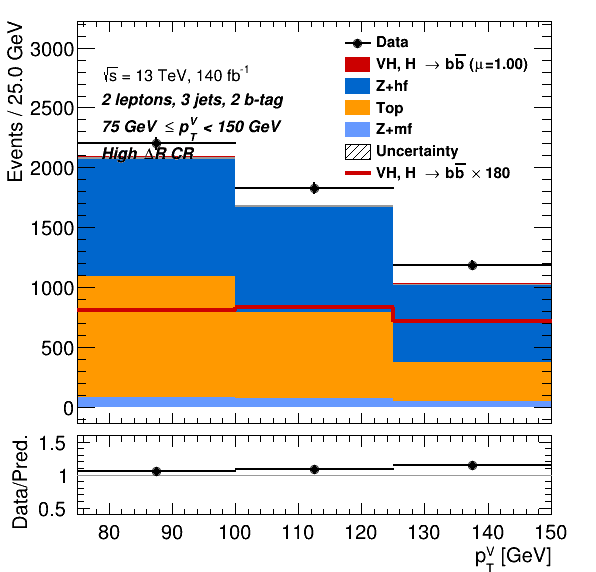 Events / 25.0 GeV
3000
2500
2000
1500
1000
500
0
√s = 13 TeV, 140 fb⁻¹
2 leptons, 3 jets, 2 b-tag
75 GeV ≤ p_T^V < 150 GeV
High ΔR CR
Data
VH, H → bb̅ (μ=1.00)
Z+hf
Top
Z+mf
Uncertainty
VH, H → bb̅ × 180
Data/Pred.
1.5
1
0.5
80 90 100 110 120 130 140 150
p_T^V [GeV]